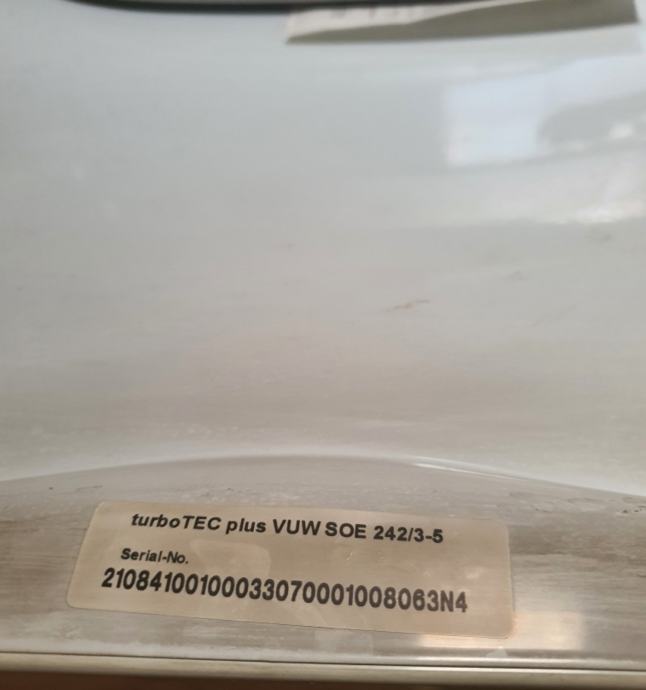 turboTEC plus VUW SOE 242/3-5
Serial-No.
21084100100033070001008063N4